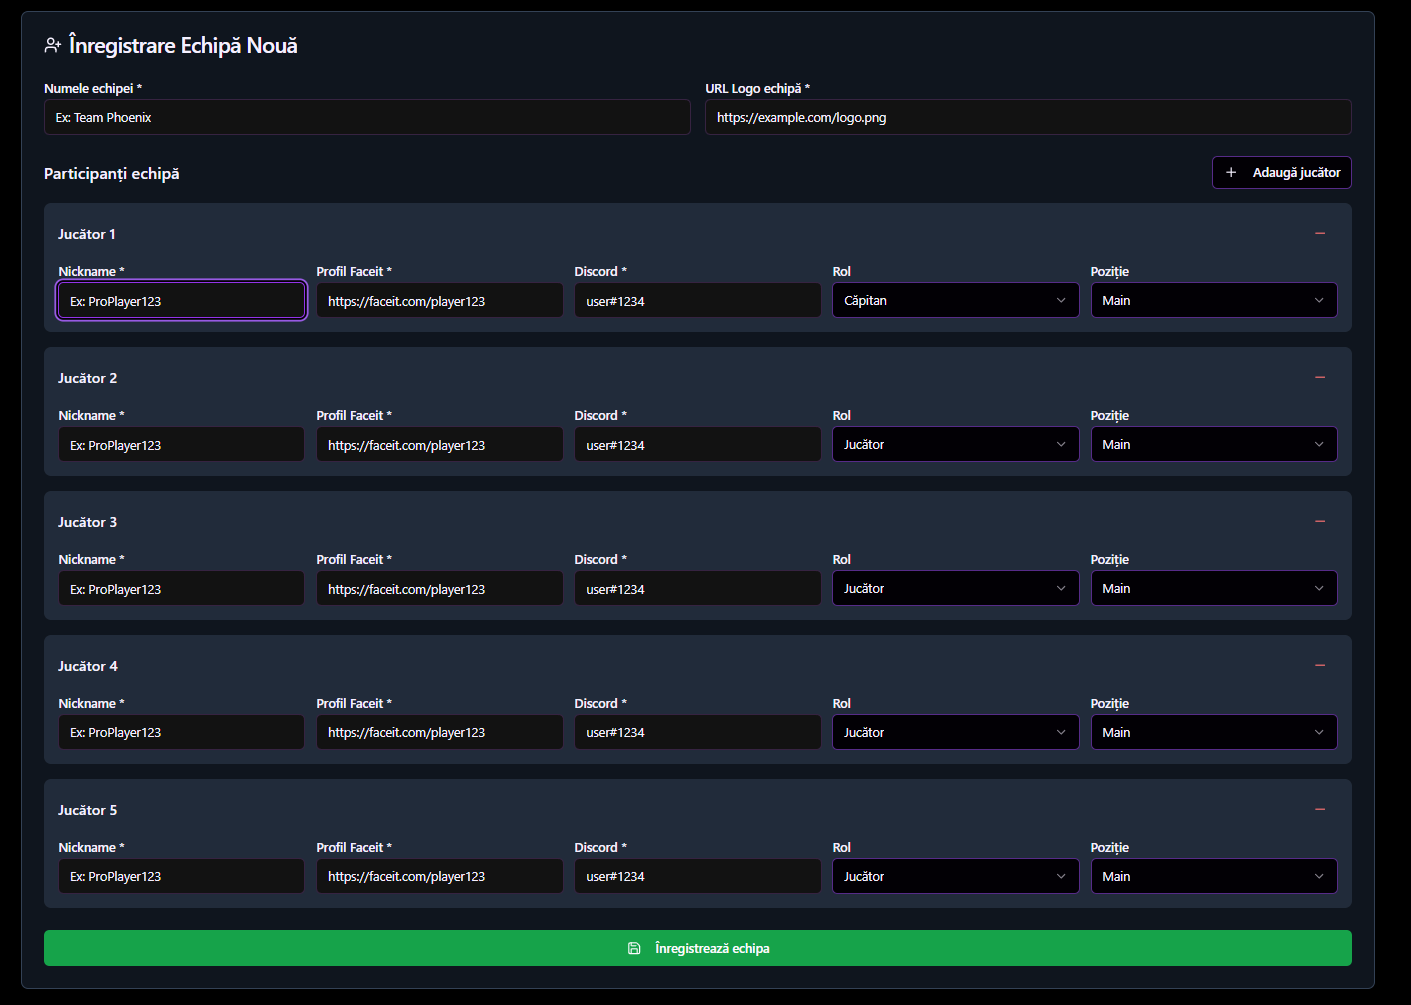 Înregistrare Echipă Nouă
Numele echipei * URL Logo echipă *
Ex: Team Phoenix https://example.com/logo.png
Participanți echipă + Adaugă jucător
Jucător 1
Nickname * Profil Faceit * Discord * Rol Poziție
Ex: ProPlayer123 https://faceit.com/player123 user#1234 Căpitan Main
Jucător 2
Nickname * Profil Faceit * Discord * Rol Poziție
Ex: ProPlayer123 https://faceit.com/player123 user#1234 Jucător Main
Jucător 3
Nickname * Profil Faceit * Discord * Rol Poziție
Ex: ProPlayer123 https://faceit.com/player123 user#1234 Jucător Main
Jucător 4
Nickname * Profil Faceit * Discord * Rol Poziție
Ex: ProPlayer123 https://faceit.com/player123 user#1234 Jucător Main
Jucător 5
Nickname * Profil Faceit * Discord * Rol Poziție
Ex: ProPlayer123 https://faceit.com/player123 user#1234 Jucător Main
Înregistrează echipa